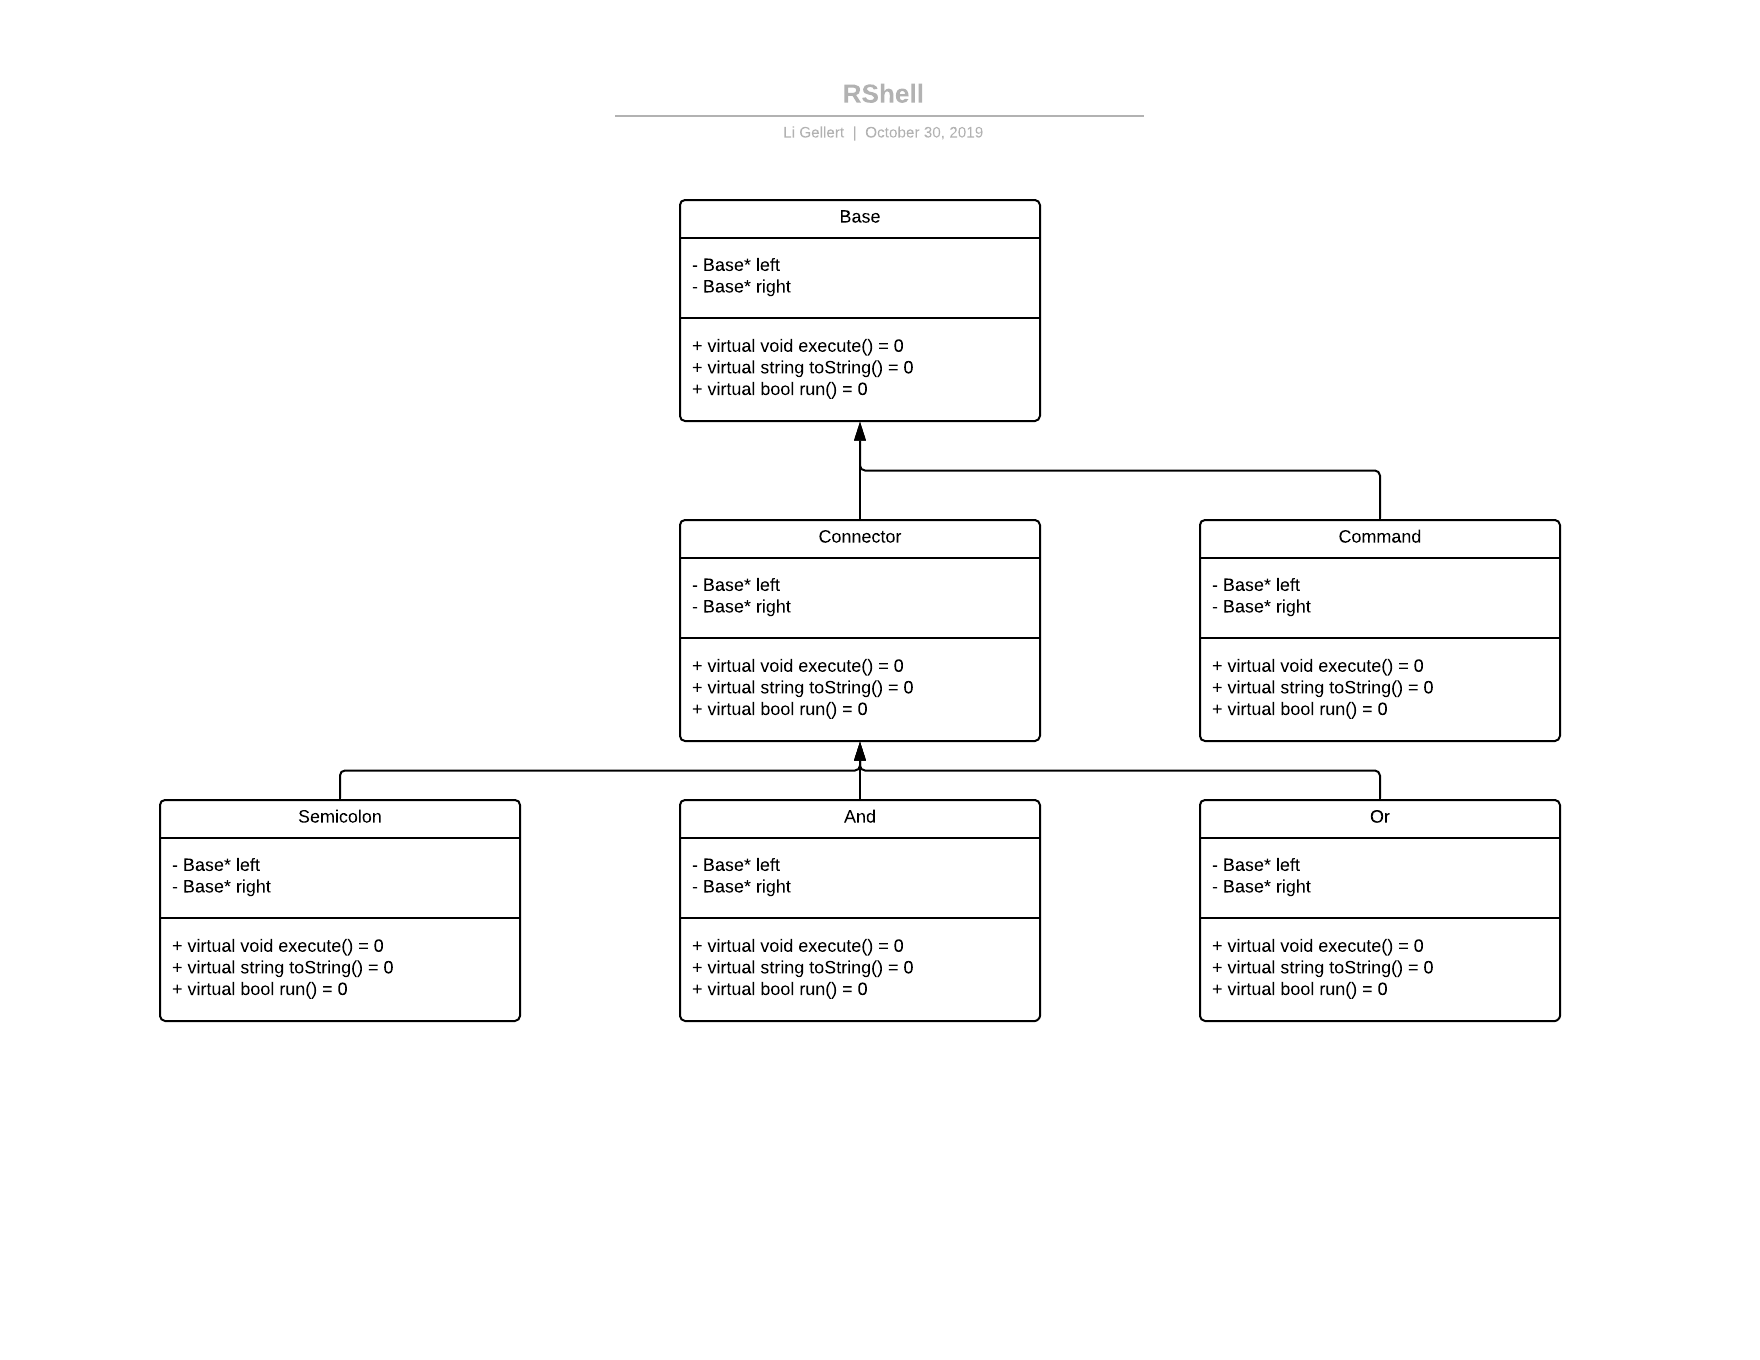 RShell
Li Gellert | October 30, 2019
Base
- Base* left
- Base* right
+ virtual void execute() = 0
+ virtual string toString() = 0
+ virtual bool run() = 0
Connector
- Base* left
- Base* right
+ virtual void execute() = 0
+ virtual string toString() = 0
+ virtual bool run() = 0
Command
- Base* left
- Base* right
+ virtual void execute() = 0
+ virtual string toString() = 0
+ virtual bool run() = 0
Semicolon
- Base* left
- Base* right
+ virtual void execute() = 0
+ virtual string toString() = 0
+ virtual bool run() = 0
And
- Base* left
- Base* right
+ virtual void execute() = 0
+ virtual string toString() = 0
+ virtual bool run() = 0
Or
- Base* left
- Base* right
+ virtual void execute() = 0
+ virtual string toString() = 0
+ virtual bool run() = 0